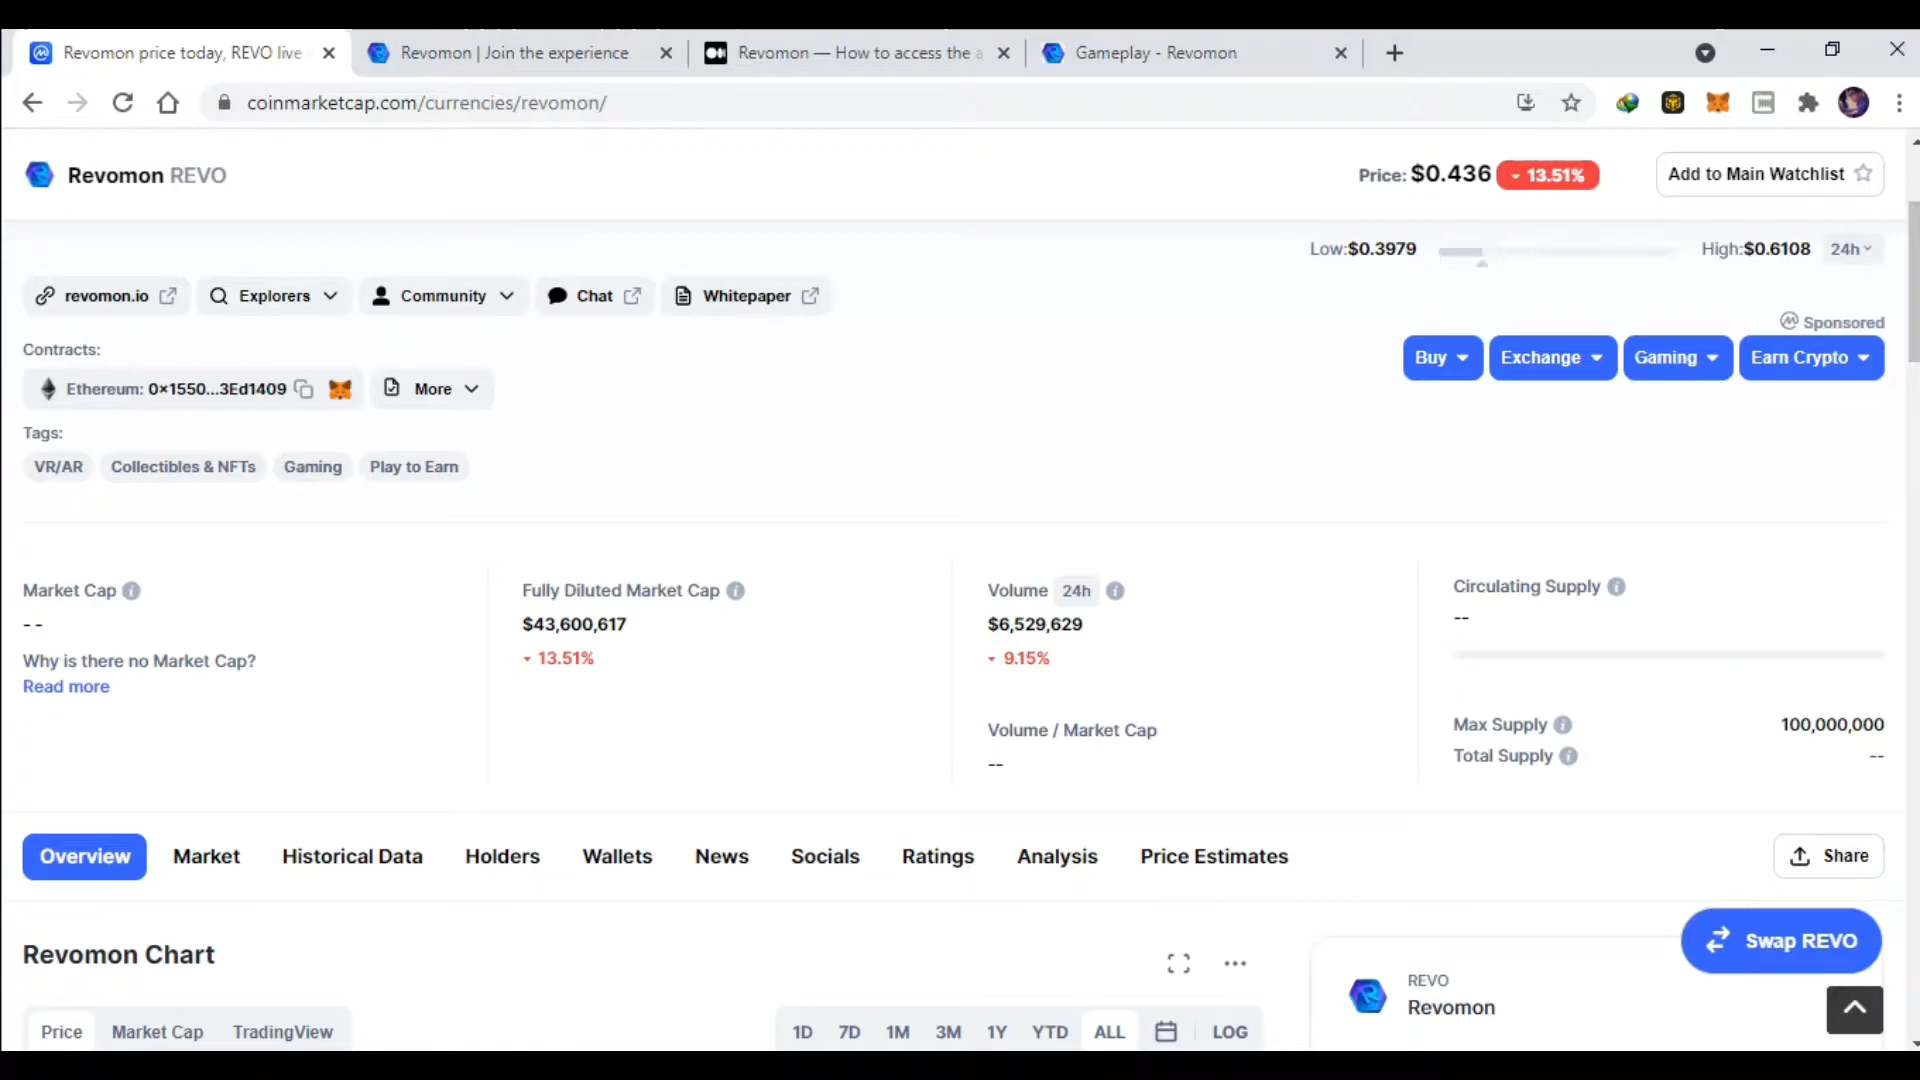 Revomon price today, REVO live
Revomon | Join the experience
Revomon — How to access the a
Gameplay - Revomon
coinmarketcap.com/currencies/revomon/
Revomon REVO
Price: $0.436 13.51%
Add to Main Watchlist
Low:$0.3979
High:$0.6108
24h
revomon.io
Explorers
Community
Chat
Whitepaper
Sponsored
Contracts:
Buy
Exchange
Gaming
Earn Crypto
Ethereum: 0x1550...3Ed1409
More
Tags:
VR/AR
Collectibles & NFTs
Gaming
Play to Earn
Market Cap
- -
Why is there no Market Cap?
Read more
Fully Diluted Market Cap
$43,600,617
13.51%
Volume 24h
$6,529,629
9.15%
Volume / Market Cap
--
Circulating Supply
--
Max Supply 100,000,000
Total Supply --
Overview
Market
Historical Data
Holders
Wallets
News
Socials
Ratings
Analysis
Price Estimates
Share
Revomon Chart
Swap REVO
REVO
Revomon
Price
Market Cap
TradingView
1D
7D
1M
3M
1Y
YTD
ALL
LOG